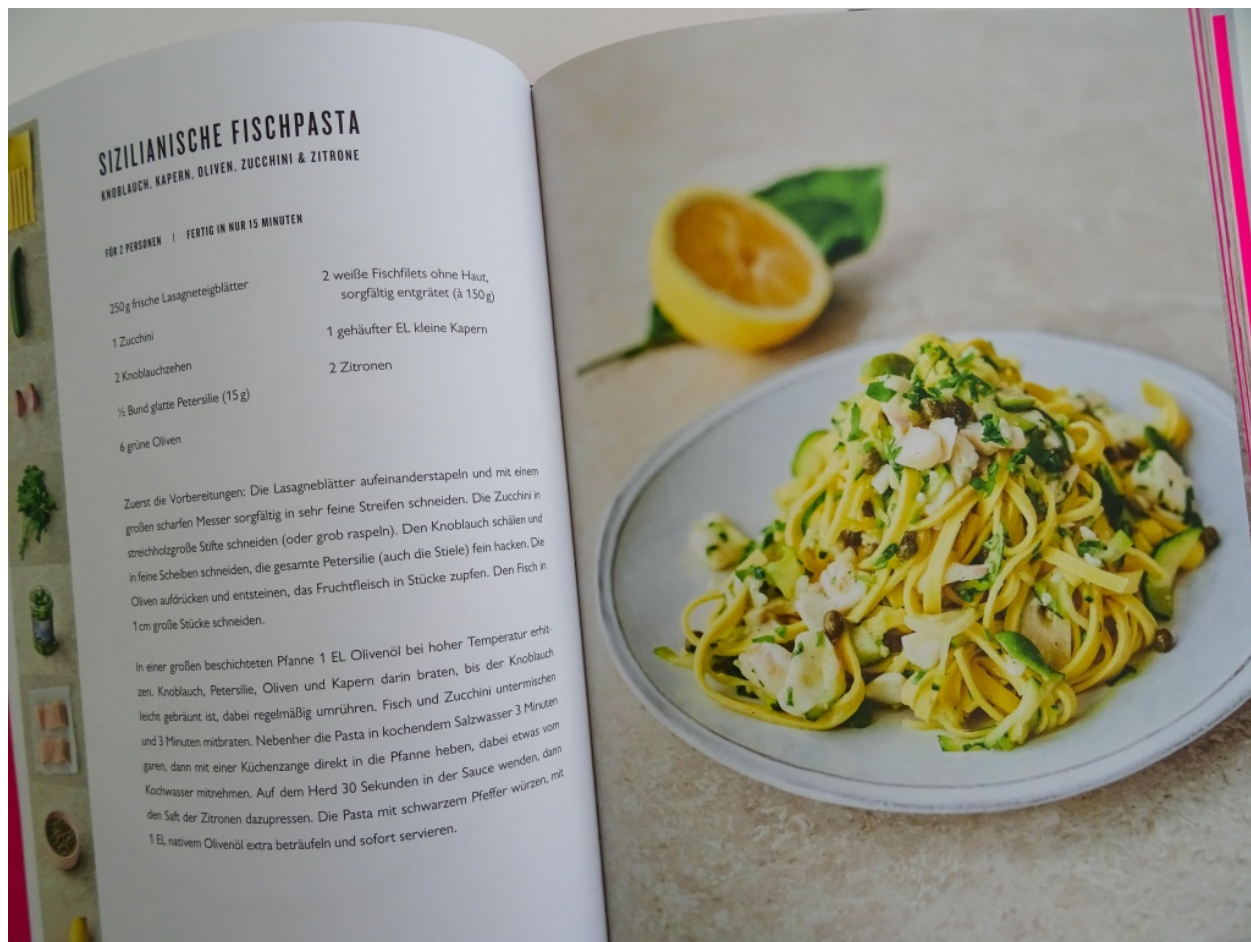 SIZILIANISCHE FISCHPASTA
KNOBLAUCH, KAPERN, OLIVEN, ZUCCHINI & ZITRONE
FÜR 2 PERSONEN | FERTIG IN NUR 15 MINUTEN
250 g frische Lasagneteigblätter
1 Zucchini
2 Knoblauchzehen
½ Bund glatte Petersilie (15 g)
6 grüne Oliven
2 weiße Fischfilets ohne Haut,
sorgfältig entgrätet (à 150 g)
1 gehäufter EL kleine Kapern
2 Zitronen
Zuerst die Vorbereitungen: Die Lasagneblätter aufeinanderstapeln und mit einem
großen scharfen Messer sorgfältig in sehr feine Streifen schneiden. Die Zucchini in
streichholzgroße Stifte schneiden (oder grob raspeln). Den Knoblauch schälen und
in feine Scheiben schneiden, die gesamte Petersilie (auch die Stiele) fein hacken. Die
Oliven aufdrücken und entsteinen, das Fruchtfleisch in Stücke zupfen. Den Fisch in
1 cm große Stücke schneiden.
In einer großen beschichteten Pfanne 1 EL Olivenöl bei hoher Temperatur erhit-
zen. Knoblauch, Petersilie, Oliven und Kapern darin braten, bis der Knoblauch
leicht gebräunt ist, dabei regelmäßig umrühren. Fisch und Zucchini untermischen
und 3 Minuten mitbraten. Nebenher die Pasta in kochendem Salzwasser 3 Minuten
garen, dann mit einer Küchenzange direkt in die Pfanne heben, dabei etwas vom
Kochwasser mitnehmen. Auf dem Herd 30 Sekunden in der Sauce wenden, dann
den Saft der Zitronen dazupressen. Die Pasta mit schwarzem Pfeffer würzen, mit
1 EL nativem Olivenöl extra beträufeln und sofort servieren.